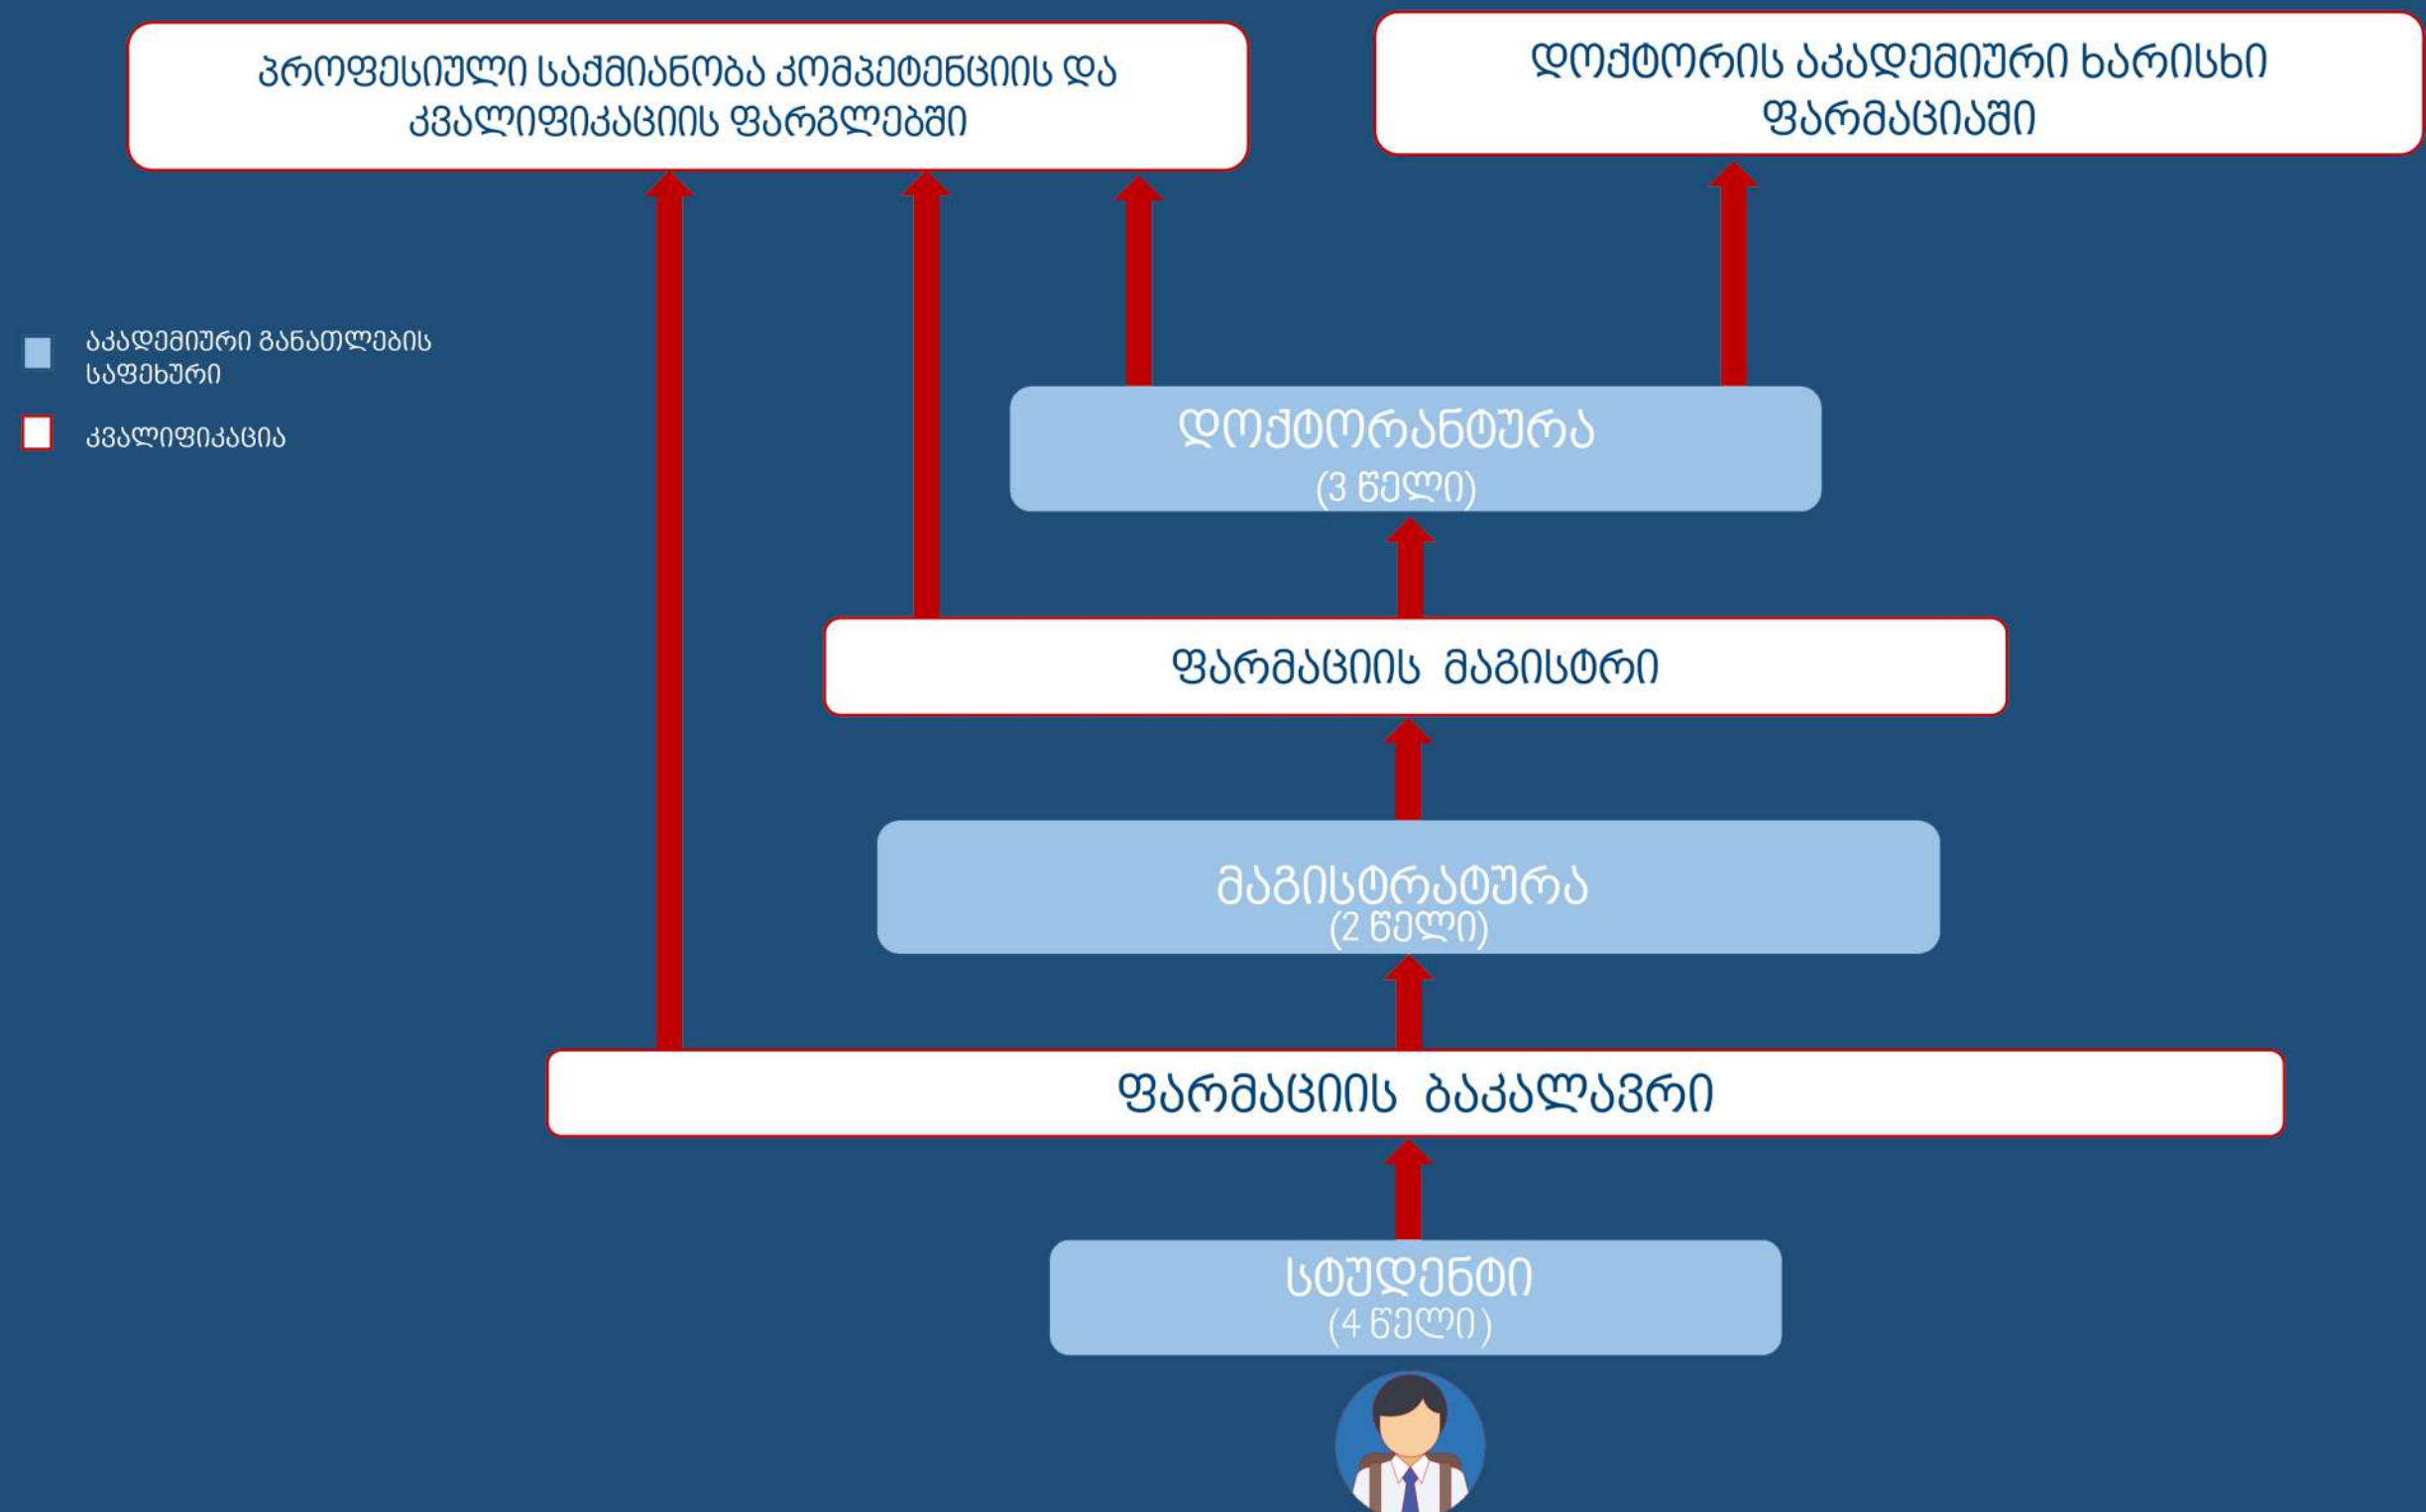 პროფესიული საქმიანობა კომპეტენციის და
კვალიფიკაციის ფარგლებში
დოქტორის აკადემიური ხარისხი
ფარმაციაში
აკადემიური განათლების
საფეხური
კვალიფიკაცია
დოქტორანტურა
(3 წელი)
ფარმაციის მაგისტრი
მაგისტრატურა
(2 წელი)
ფარმაციის ბაკალავრი
სტუდენტი
(4 წელი)